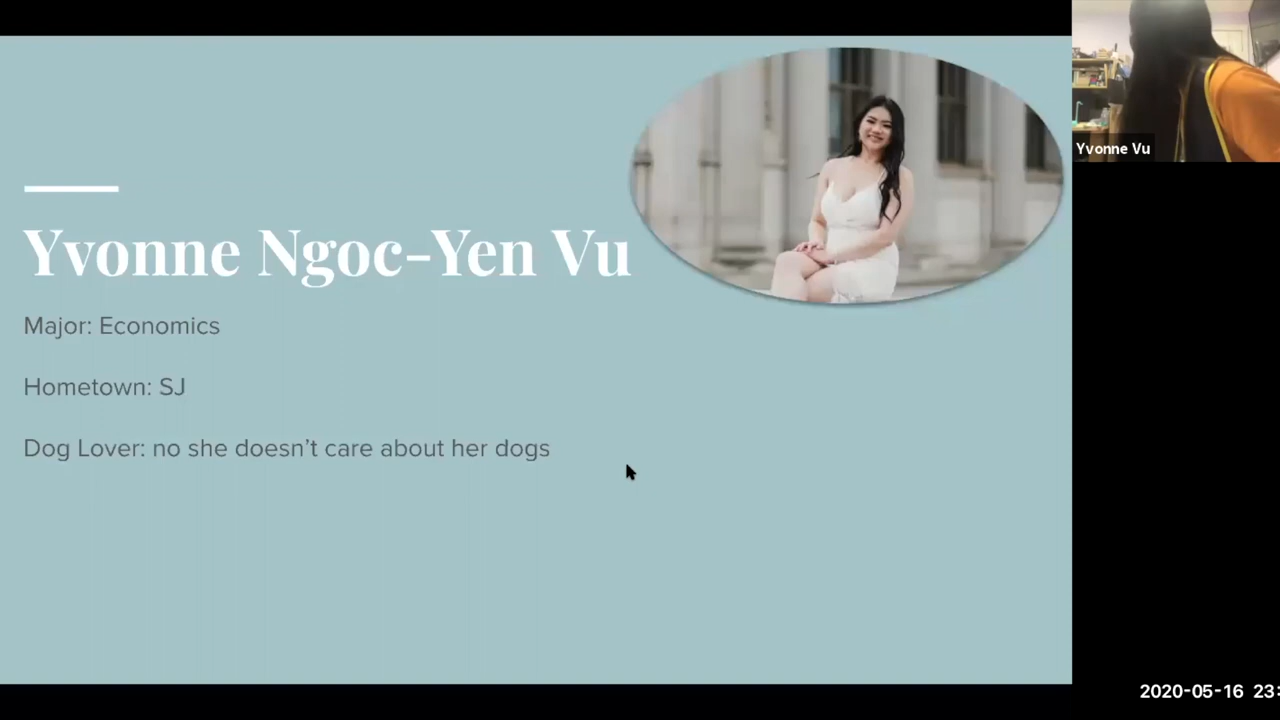 Yvonne Ngoc-Yen Vu
Major: Economics
Hometown: SJ
Dog Lover: no she doesn't care about her dogs
Yvonne Vu
2020-05-16 23: